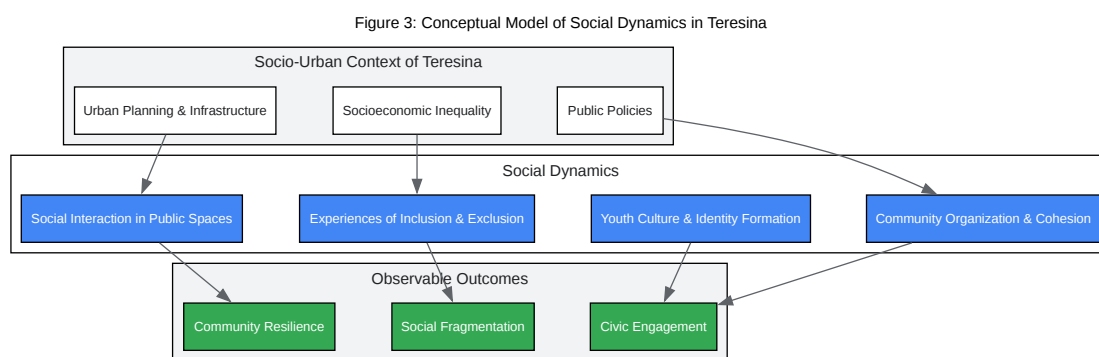 Figure 3: Conceptual Model of Social Dynamics in Teresina
Socio-Urban Context of Teresina
Urban Planning & Infrastructure
Socioeconomic Inequality
Public Policies
Social Dynamics
Social Interaction in Public Spaces
Experiences of Inclusion & Exclusion
Youth Culture & Identity Formation
Community Organization & Cohesion
Observable Outcomes
Community Resilience
Social Fragmentation
Civic Engagement